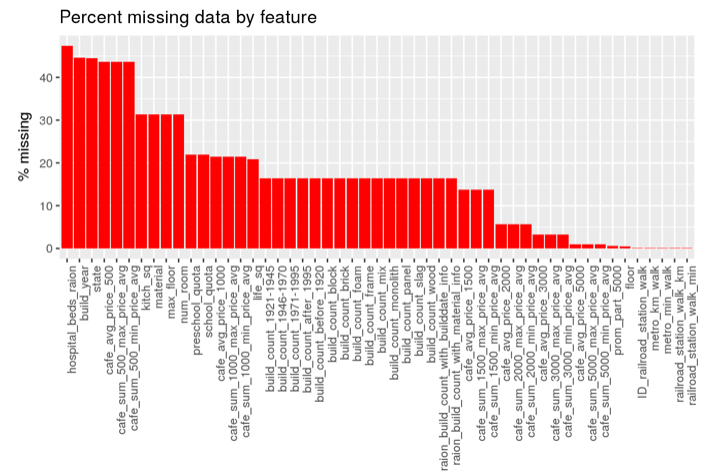 Percent missing data by feature
% missing
40
30
20
10
0
hospital_beds_raion
build_year
state
cafe_avg_price_500
cafe_sum_500_max_price_avg
cafe_sum_500_min_price_avg
kitch_sq
material
max_floor
num_room
preschool_quota
school_quota
cafe_avg_price_1000
cafe_sum_1000_max_price_avg
cafe_sum_1000_min_price_avg
life_sq
build_count_1921-1945
build_count_1946-1970
build_count_1971-1995
build_count_after_1995
build_count_before_1920
build_count_block
build_count_brick
build_count_foam
build_count_frame
build_count_mix
build_count_monolith
build_count_panel
build_count_slag
build_count_wood
raion_build_count_with_builddate_info
raion_build_count_with_material_info
cafe_avg_price_1500
cafe_sum_1500_max_price_avg
cafe_sum_1500_min_price_avg
cafe_avg_price_2000
cafe_sum_2000_max_price_avg
cafe_sum_2000_min_price_avg
cafe_avg_price_3000
cafe_sum_3000_max_price_avg
cafe_sum_3000_min_price_avg
cafe_avg_price_5000
cafe_sum_5000_max_price_avg
cafe_sum_5000_min_price_avg
prom_part_5000
floor
ID_railroad_station_walk
metro_km_walk
metro_min_walk
railroad_station_walk_km
railroad_station_walk_min